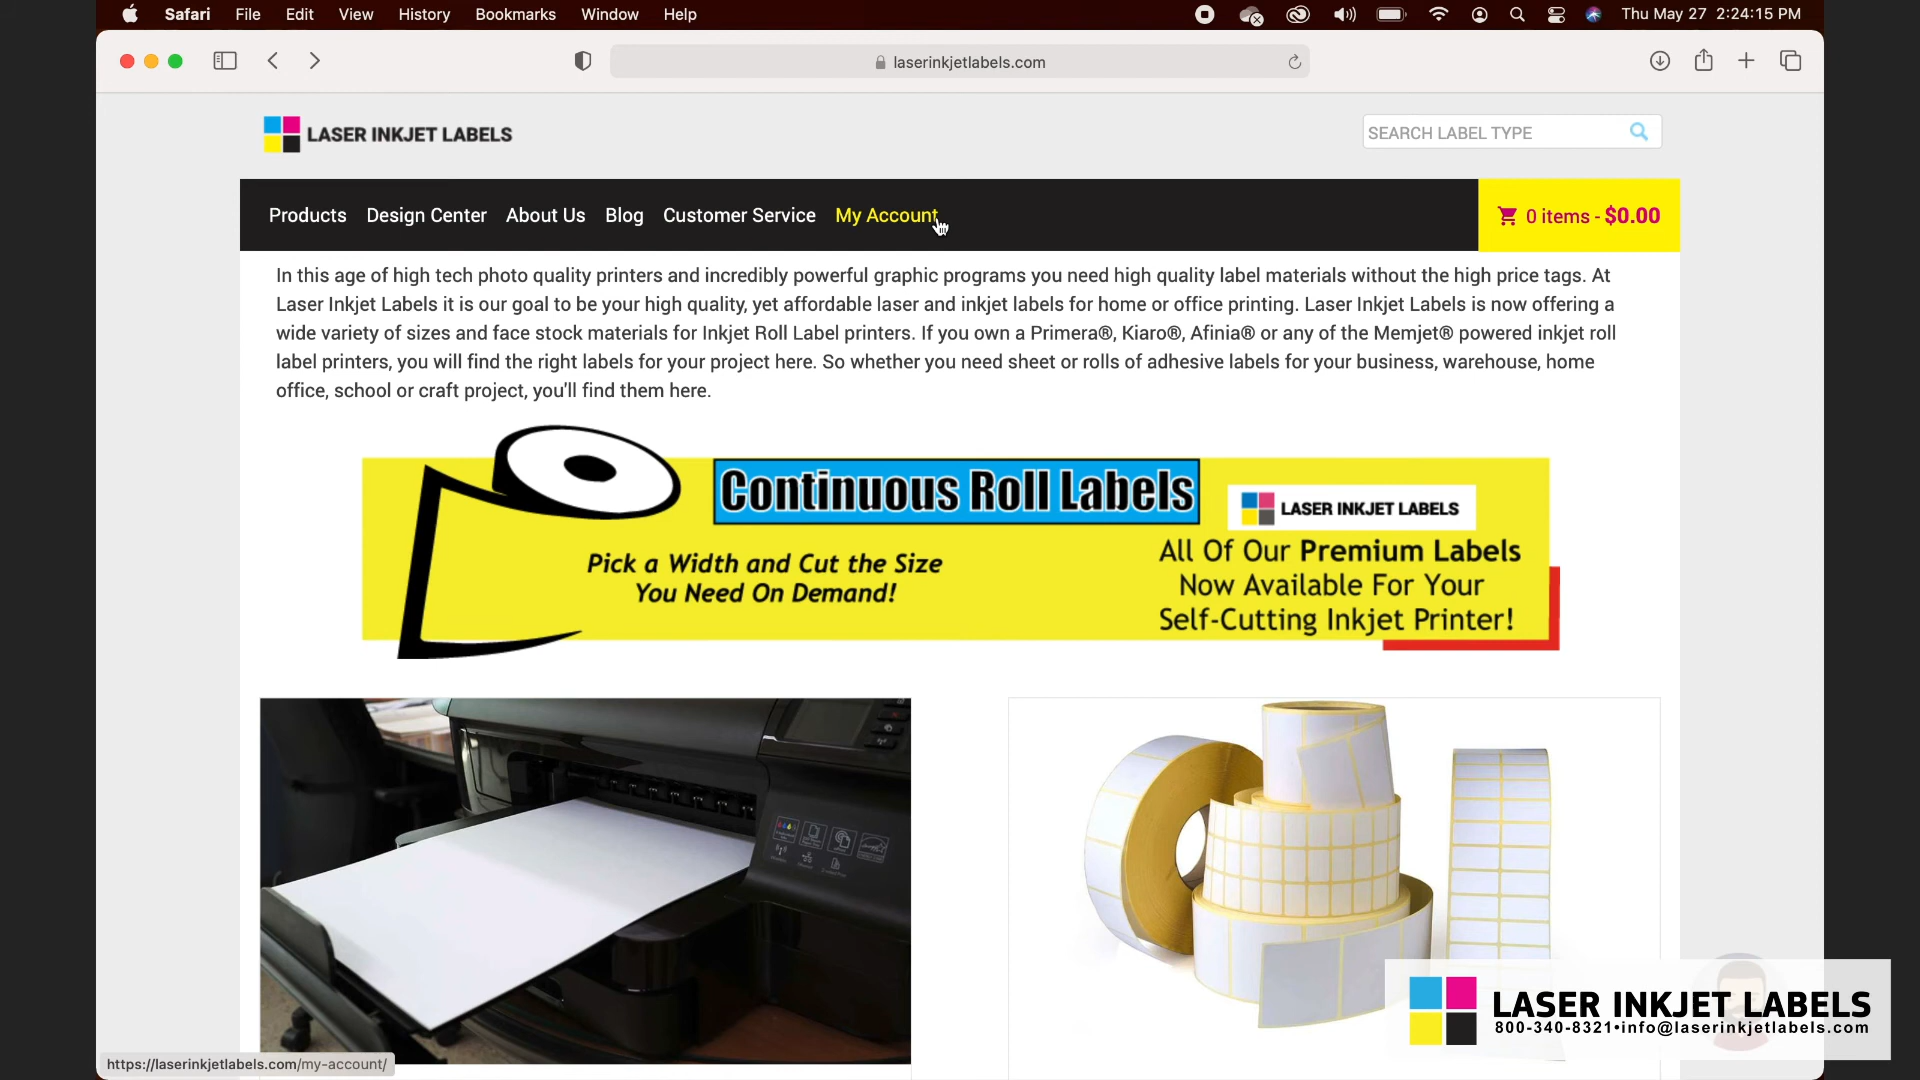 Safari File Edit View History Bookmarks Window Help Thu May 27 2:24:15 PM
laserinkjetlabels.com
LASER INKJET LABELS
SEARCH LABEL TYPE
Products Design Center About Us Blog Customer Service My Account 0 items - $0.00
In this age of high tech photo quality printers and incredibly powerful graphic programs you need high quality label materials without the high price tags. At
Laser Inkjet Labels it is our goal to be your high quality, yet affordable laser and inkjet labels for home or office printing. Laser Inkjet Labels is now offering a
wide variety of sizes and face stock materials for Inkjet Roll Label printers. If you own a Primera®, Kiaro®, Afinia® or any of the Memjet® powered inkjet roll
label printers, you will find the right labels for your project here. So whether you need sheet or rolls of adhesive labels for your business, warehouse, home
office, school or craft project, you'll find them here.
Continuous Roll Labels
LASER INKJET LABELS
Pick a Width and Cut the Size
You Need On Demand!
All Of Our Premium Labels
Now Available For Your
Self-Cutting Inkjet Printer!
LASER INKJET LABELS
800-340-8321•info@laserinkjetlabels.com
https://laserinkjetlabels.com/my-account/